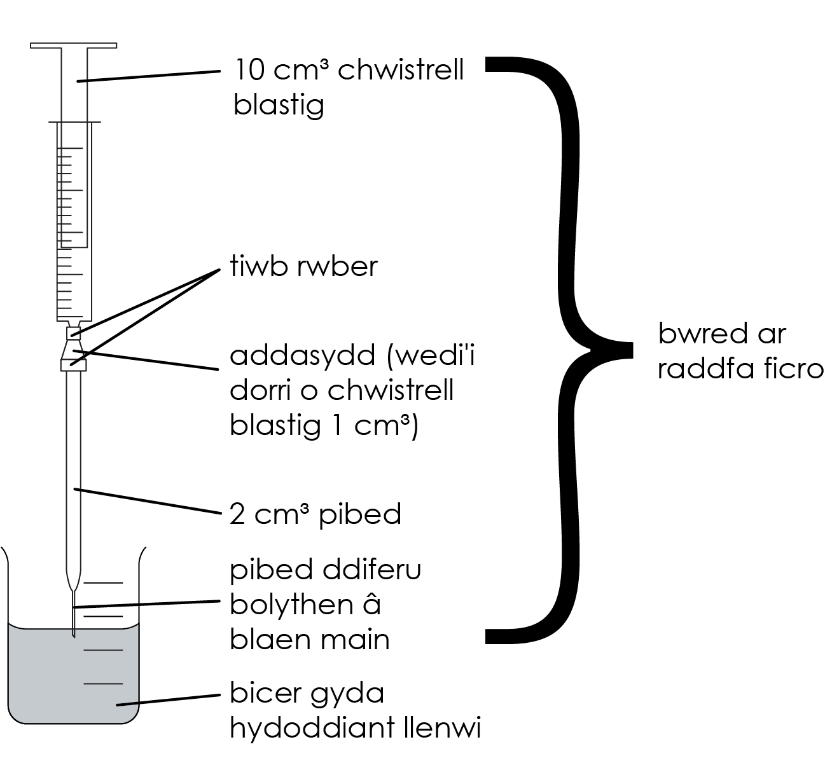 10 cm³ chwistrell
blastig
tiwb rwber
addasydd (wedi'i
dorri o chwistrell
blastig 1 cm³)
2 cm³ pibed
pibed ddiferu
bolythen â
blaen main
bicer gyda
hydoddiant llenwi
bwred ar
raddfa ficro